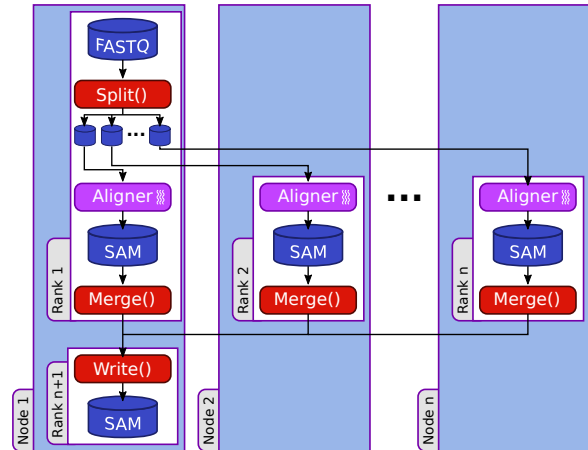 FASTQ
Split()
...
Aligner
SAM
Merge()
Rank 1
Write()
SAM
Rank n+1
Node 1
Aligner
SAM
Merge()
Rank 2
Node 2
...
Aligner
SAM
Merge()
Rank n
Node n